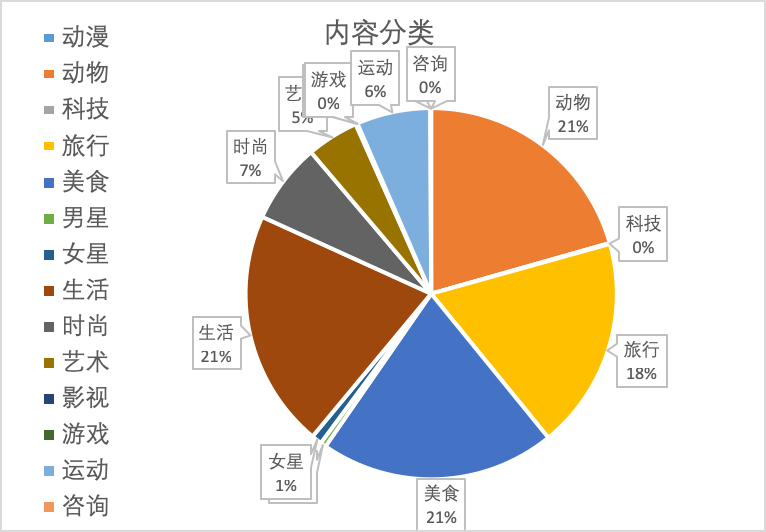 内容分类
动漫
动物
科技
旅行
美食
男星
女星
生活
时尚
艺术
影视
游戏
运动
咨询
咨询
0%
动物
21%
科技
0%
旅行
18%
美食
21%
女星
1%
生活
21%
时尚
7%
艺
5%
游戏
0%
运动
6%